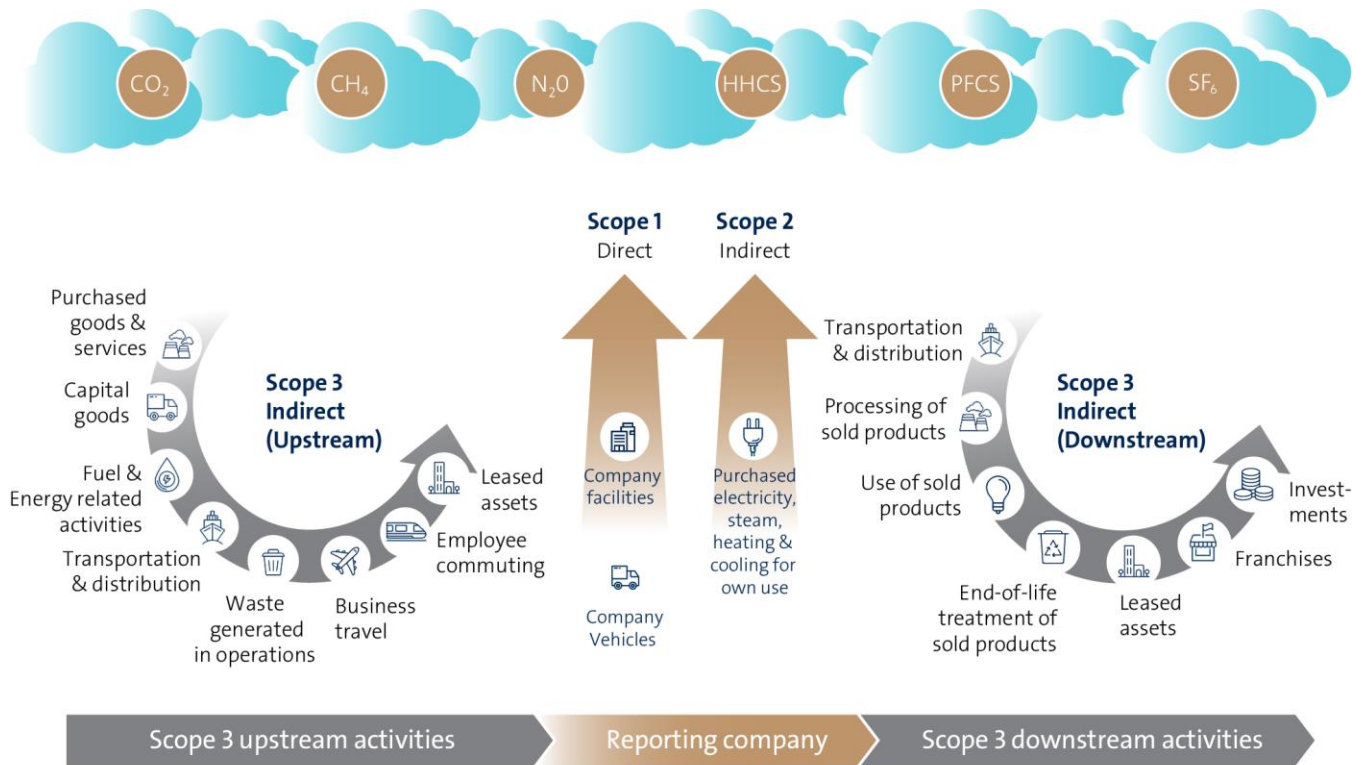 CO₂
CH₄
N₂0
HHCS
PFCS
SF₆
Scope 1
Direct
Scope 2
Indirect
Scope 3
Indirect
(Upstream)
Purchased
goods &
services
Capital
goods
Fuel &
Energy related
activities
Transportation
& distribution
Waste
generated
in operations
Business
travel
Employee
commuting
Leased
assets
Company
facilities
Company
Vehicles
Purchased
electricity,
steam,
heating &
cooling for
own use
Scope 3
Indirect
(Downstream)
Transportation
& distribution
Processing of
sold products
Use of sold
products
End-of-life
treatment of
sold products
Leased
assets
Franchises
Invest-
ments
Scope 3 upstream activities
Reporting company
Scope 3 downstream activities